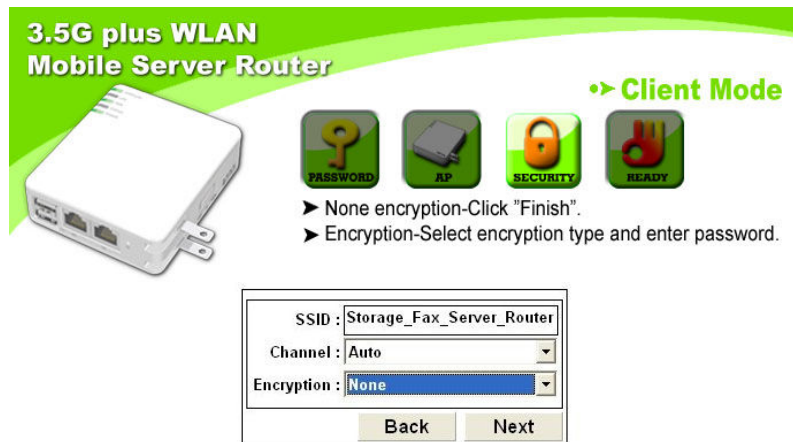 3.5G plus WLAN
Mobile Server Router
Client Mode
PASSWORD
AP
SECURITY
READY
➤ None encryption-Click "Finish".
➤ Encryption-Select encryption type and enter password.
SSID : Storage_Fax_Server_Router
Channel : Auto
Encryption : None
Back Next